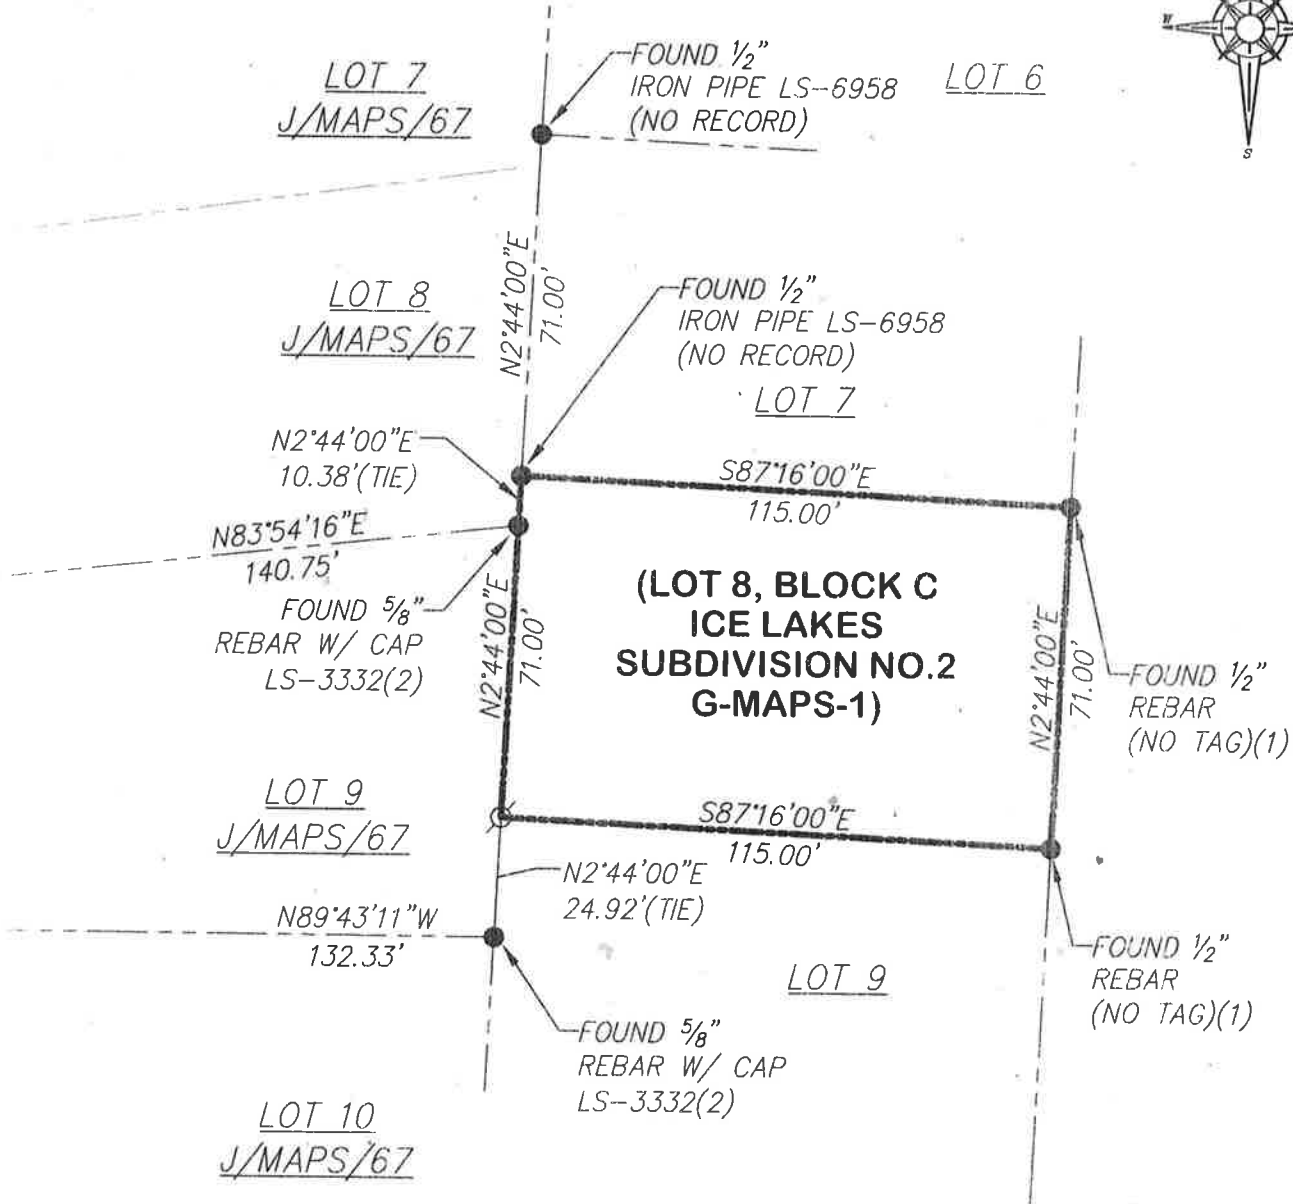 W
S
LOT 7
J/MAPS/67
FOUND ½"
IRON PIPE LS-6958
(NO RECORD)
LOT 6
N2°44'00"E
71.00'
LOT 8
J/MAPS/67
FOUND ½"
IRON PIPE LS-6958
(NO RECORD)
LOT 7
N2°44'00"E
10.38'(TIE)
S87°16'00"E
115.00'
N83°54'16"E
140.75'
FOUND ⅝"
REBAR W/ CAP
LS-3332(2)
N2°44'00"E
71.00'
(LOT 8, BLOCK C
ICE LAKES
SUBDIVISION NO.2
G-MAPS-1)
N2°44'00"E
71.00'
FOUND ½"
REBAR
(NO TAG)(1)
LOT 9
J/MAPS/67
S87°16'00"E
115.00'
N2°44'00"E
24.92'(TIE)
N89°43'11"W
132.33'
LOT 9
FOUND ½"
REBAR
(NO TAG)(1)
FOUND ⅝"
REBAR W/ CAP
LS-3332(2)
LOT 10
J/MAPS/67